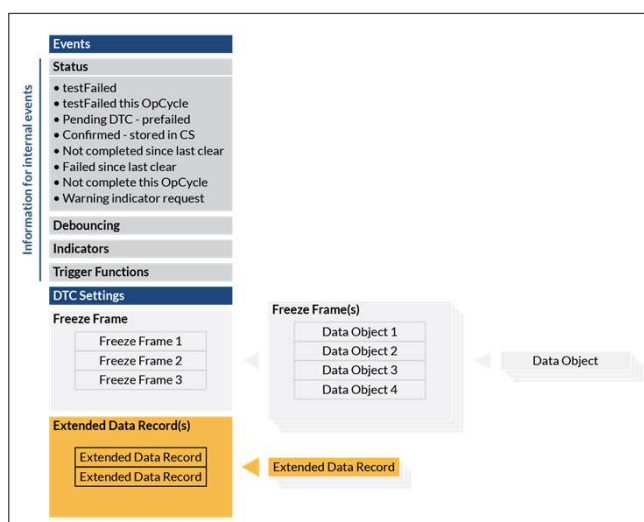 Events
Information for internal events
Status
• testFailed
• testFailed this OpCycle
• Pending DTC - prefailed
• Confirmed - stored in CS
• Not completed since last clear
• Failed since last clear
• Not complete this OpCycle
• Warning indicator request
Debouncing
Indicators
Trigger Functions
DTC Settings
Freeze Frame
Freeze Frame 1
Freeze Frame 2
Freeze Frame 3
Freeze Frame(s)
Data Object 1
Data Object 2
Data Object 3
Data Object 4
Data Object
Extended Data Record(s)
Extended Data Record
Extended Data Record
Extended Data Record